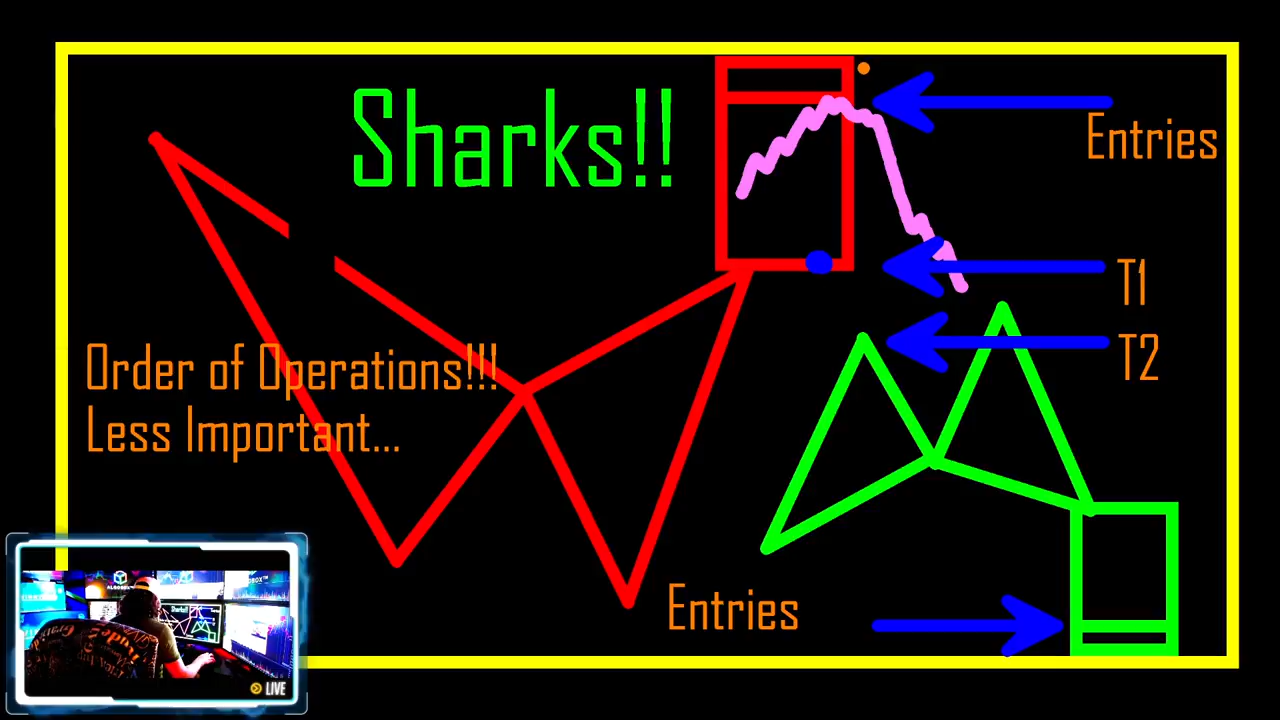 Sharks!!
Entries
T1
T2
Order of Operations!!!
Less Important...
Entries
LIVE